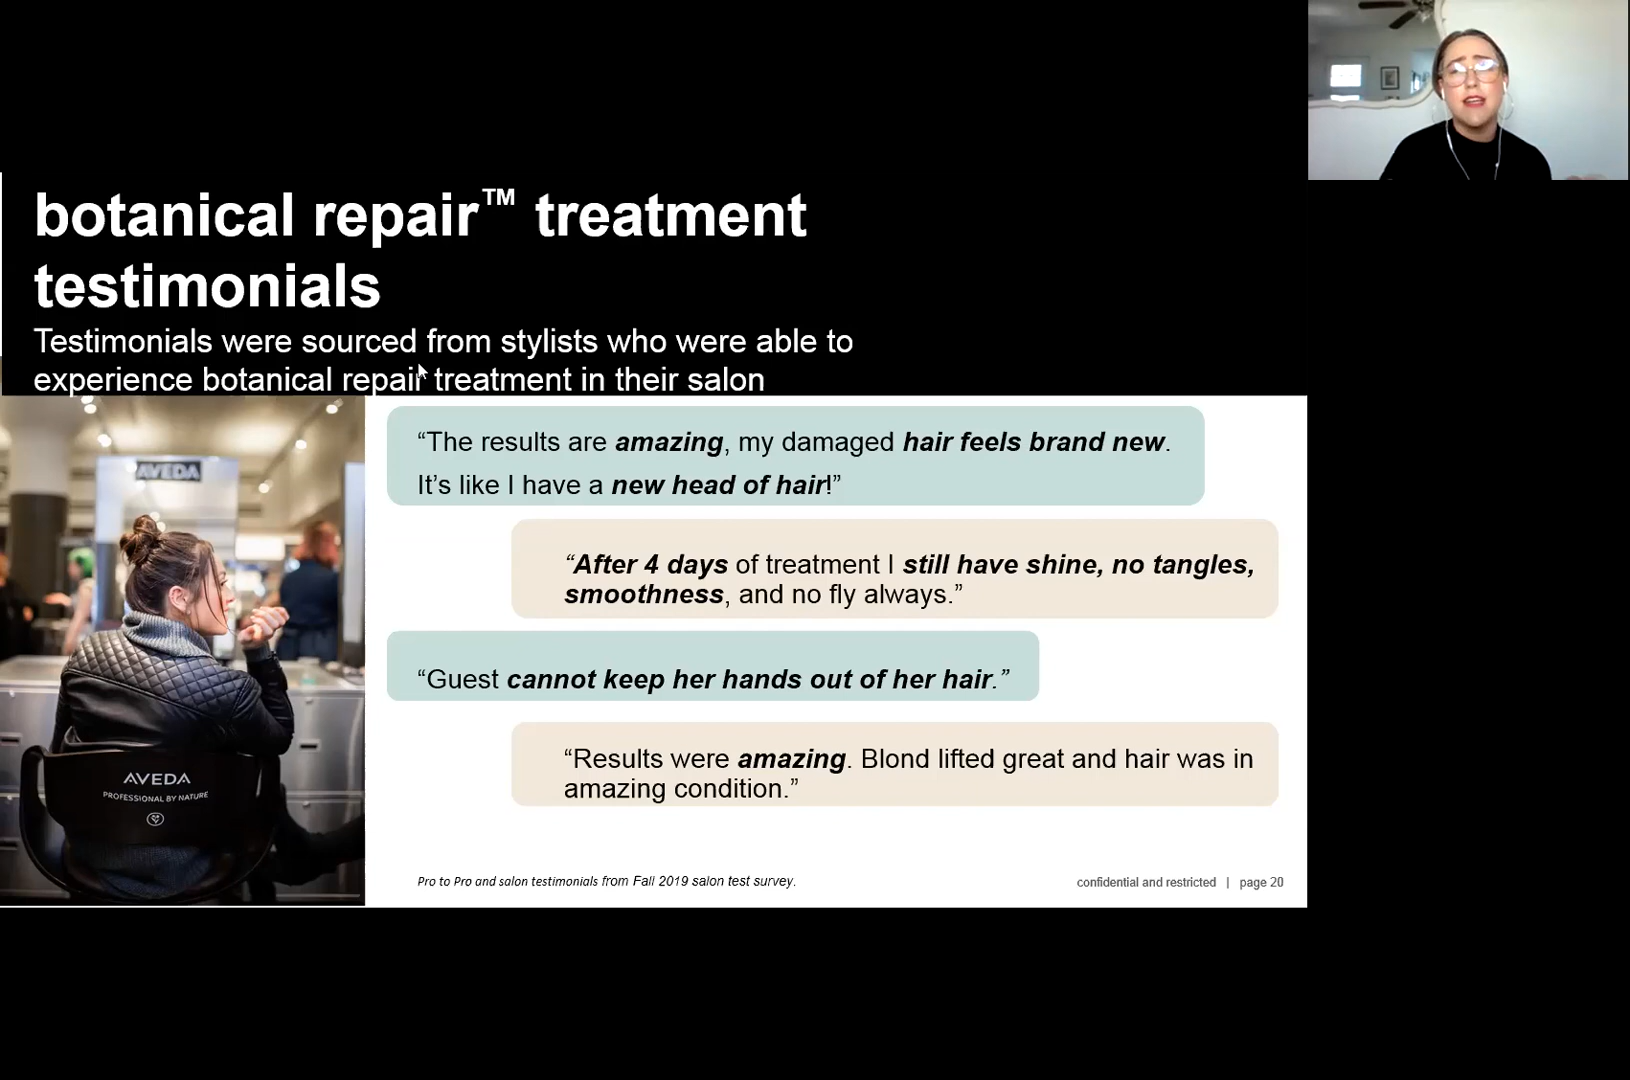 botanical repair™ treatment
testimonials
Testimonials were sourced from stylists who were able to
experience botanical repair treatment in their salon
AVEDA
“The results are amazing, my damaged hair feels brand new.
It’s like I have a new head of hair!”
“After 4 days of treatment I still have shine, no tangles,
smoothness, and no fly always.”
“Guest cannot keep her hands out of her hair.”
“Results were amazing. Blond lifted great and hair was in
amazing condition.”
AVEDA
PROFESSIONAL BY NATURE
Pro to Pro and salon testimonials from Fall 2019 salon test survey.
confidential and restricted | page 20